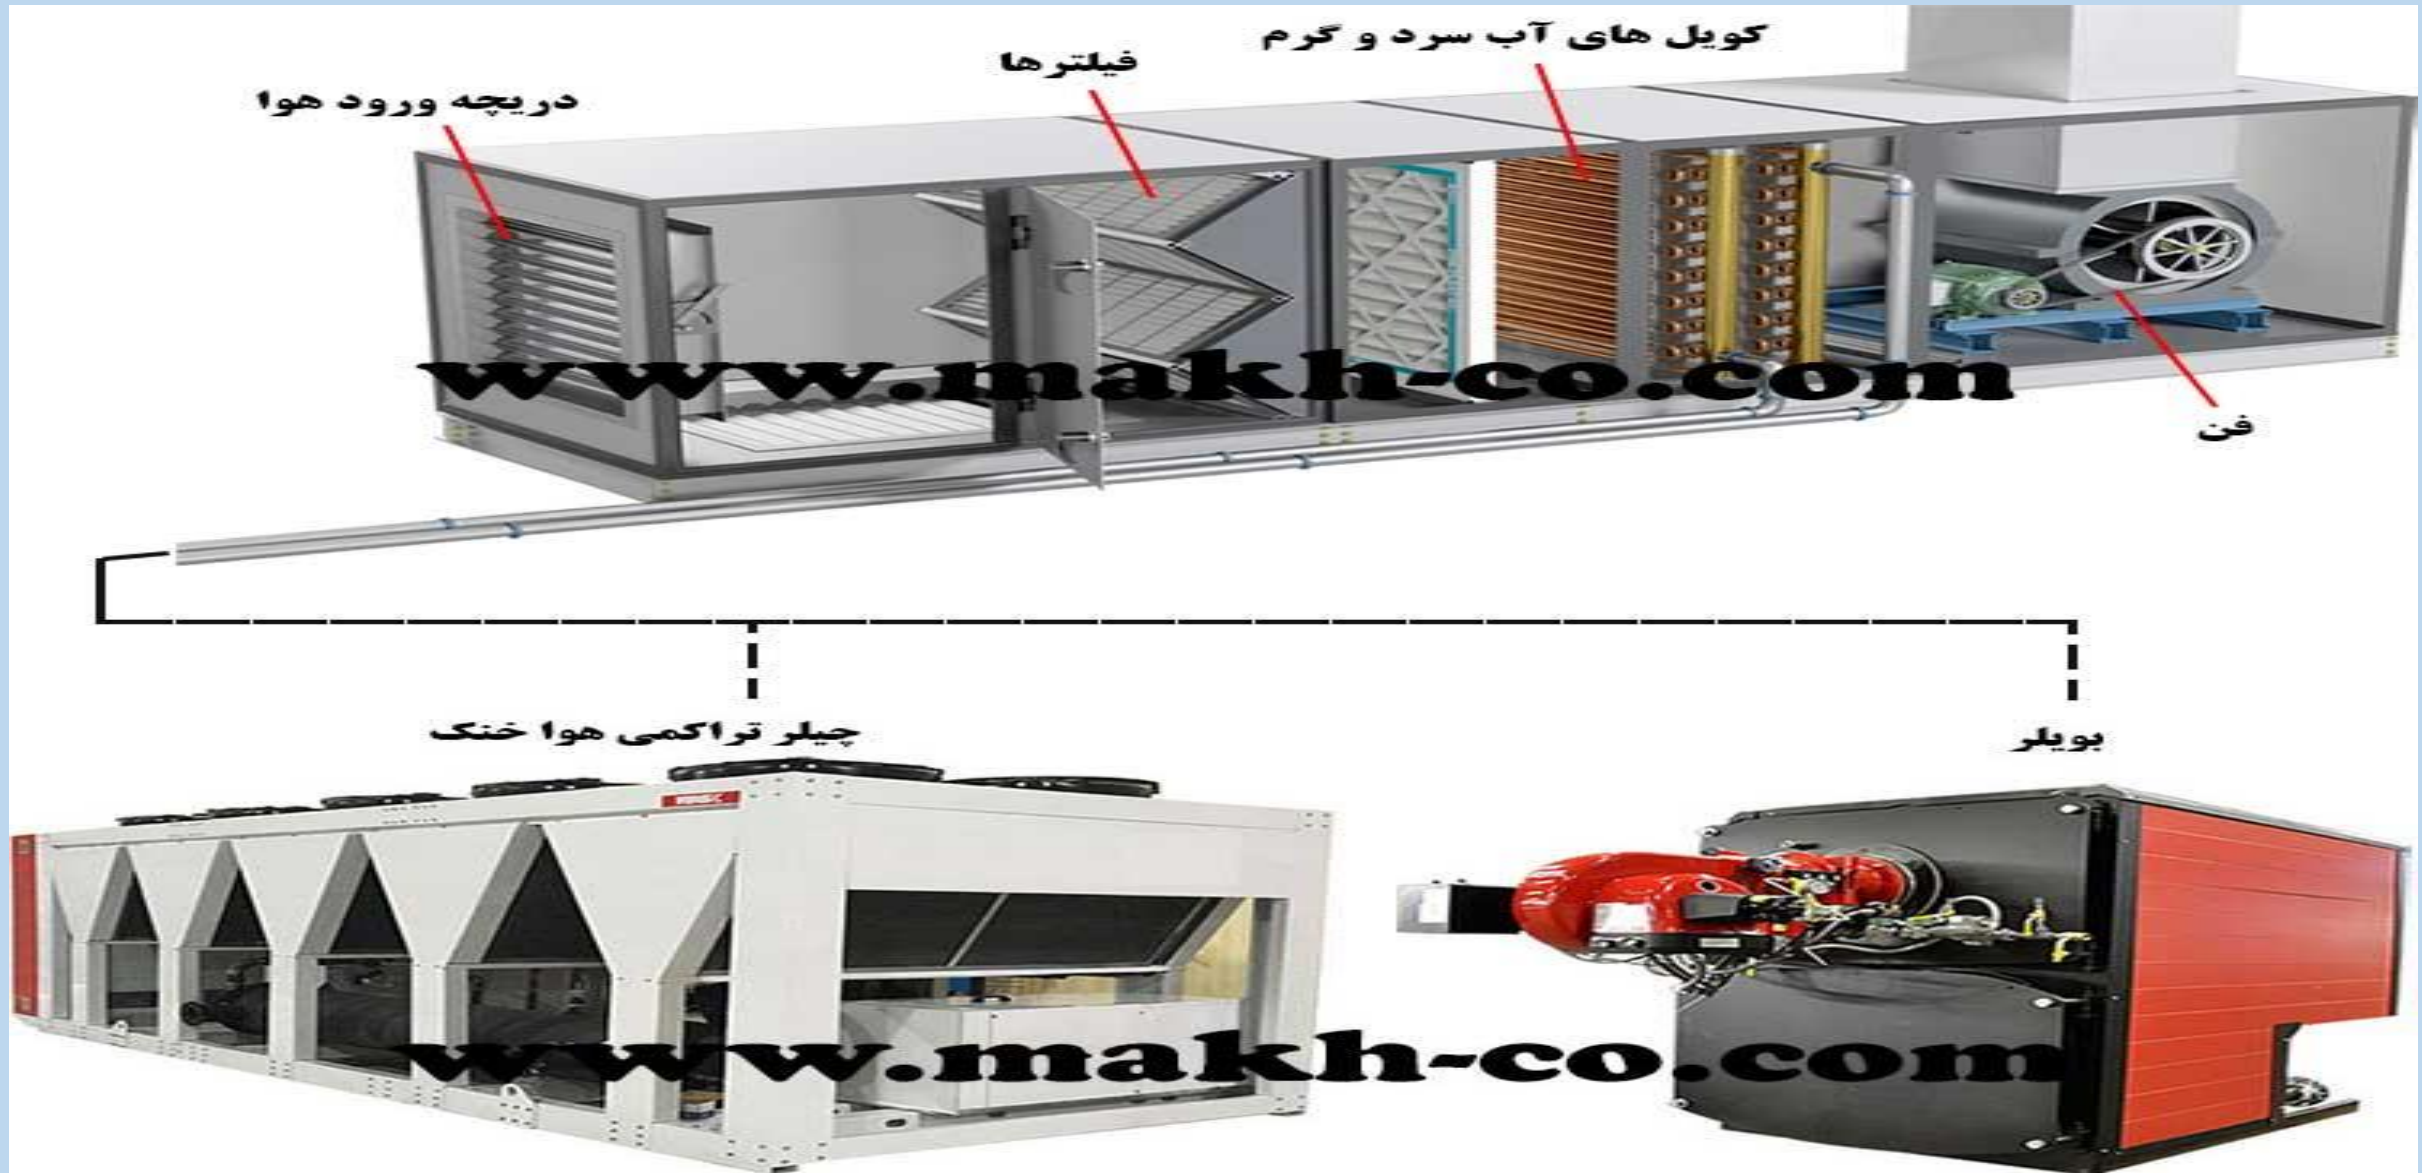 کویل های آب سرد و گرم
فیلترها
دریچه ورود هوا
www.makh-co.com
فن
چیلر تراکمی هوا خنک
بویلر
www.makh-co.com